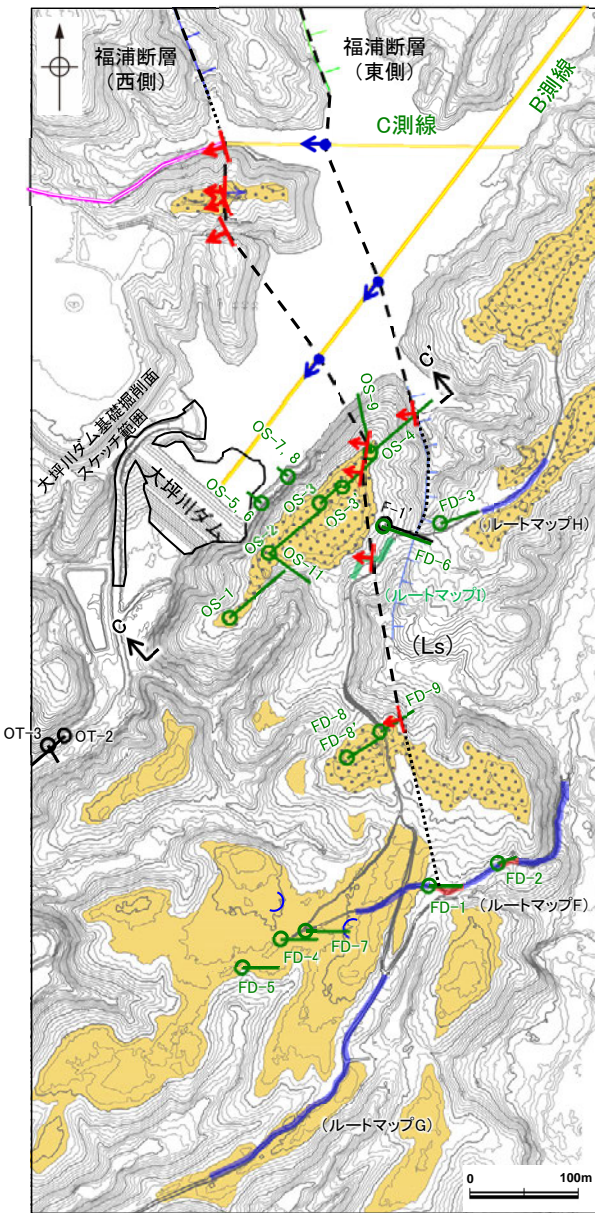 福浦断層
(西側)
福浦断層
(東側)
B測線
C測線
C'
大坪川ダム基礎掘削面
スケッチ範囲
大坪川ダム
OS-9
OS-4
OS-7, 8
OS-5, 6
OS-3
OS-3'
OS-2
OS-11
OS-1
F-1'
FD-3
(ルートマップH)
FD-6
(ルートマップI)
C
(Ls)
OT-3
OT-2
FD-9
FD-8
FD-8'
FD-2
FD-1
(ルートマップF)
FD-7
FD-4
FD-5
(ルートマップG)
0
100m